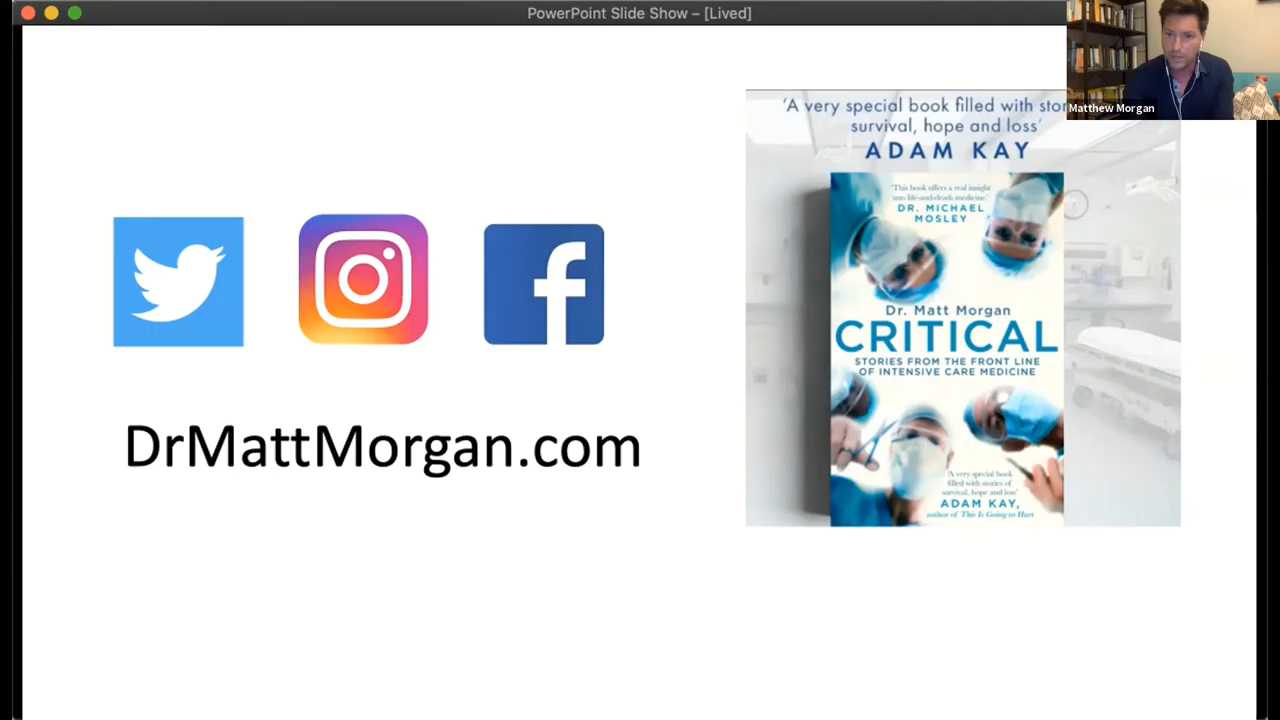 PowerPoint Slide Show – [Lived]
Matthew Morgan
'A very special book filled with
survival, hope and loss'
ADAM KAY
'This book offers a real insight
into life-and-death medicine.'
DR. MICHAEL
MOSLEY
Dr. Matt Morgan
CRITICAL
STORIES FROM THE FRONT LINE
OF INTENSIVE CARE MEDICINE
'A very special book
filled with stories of
survival, hope and loss'
ADAM KAY,
author of This Is Going to Hurt
DrMattMorgan.com